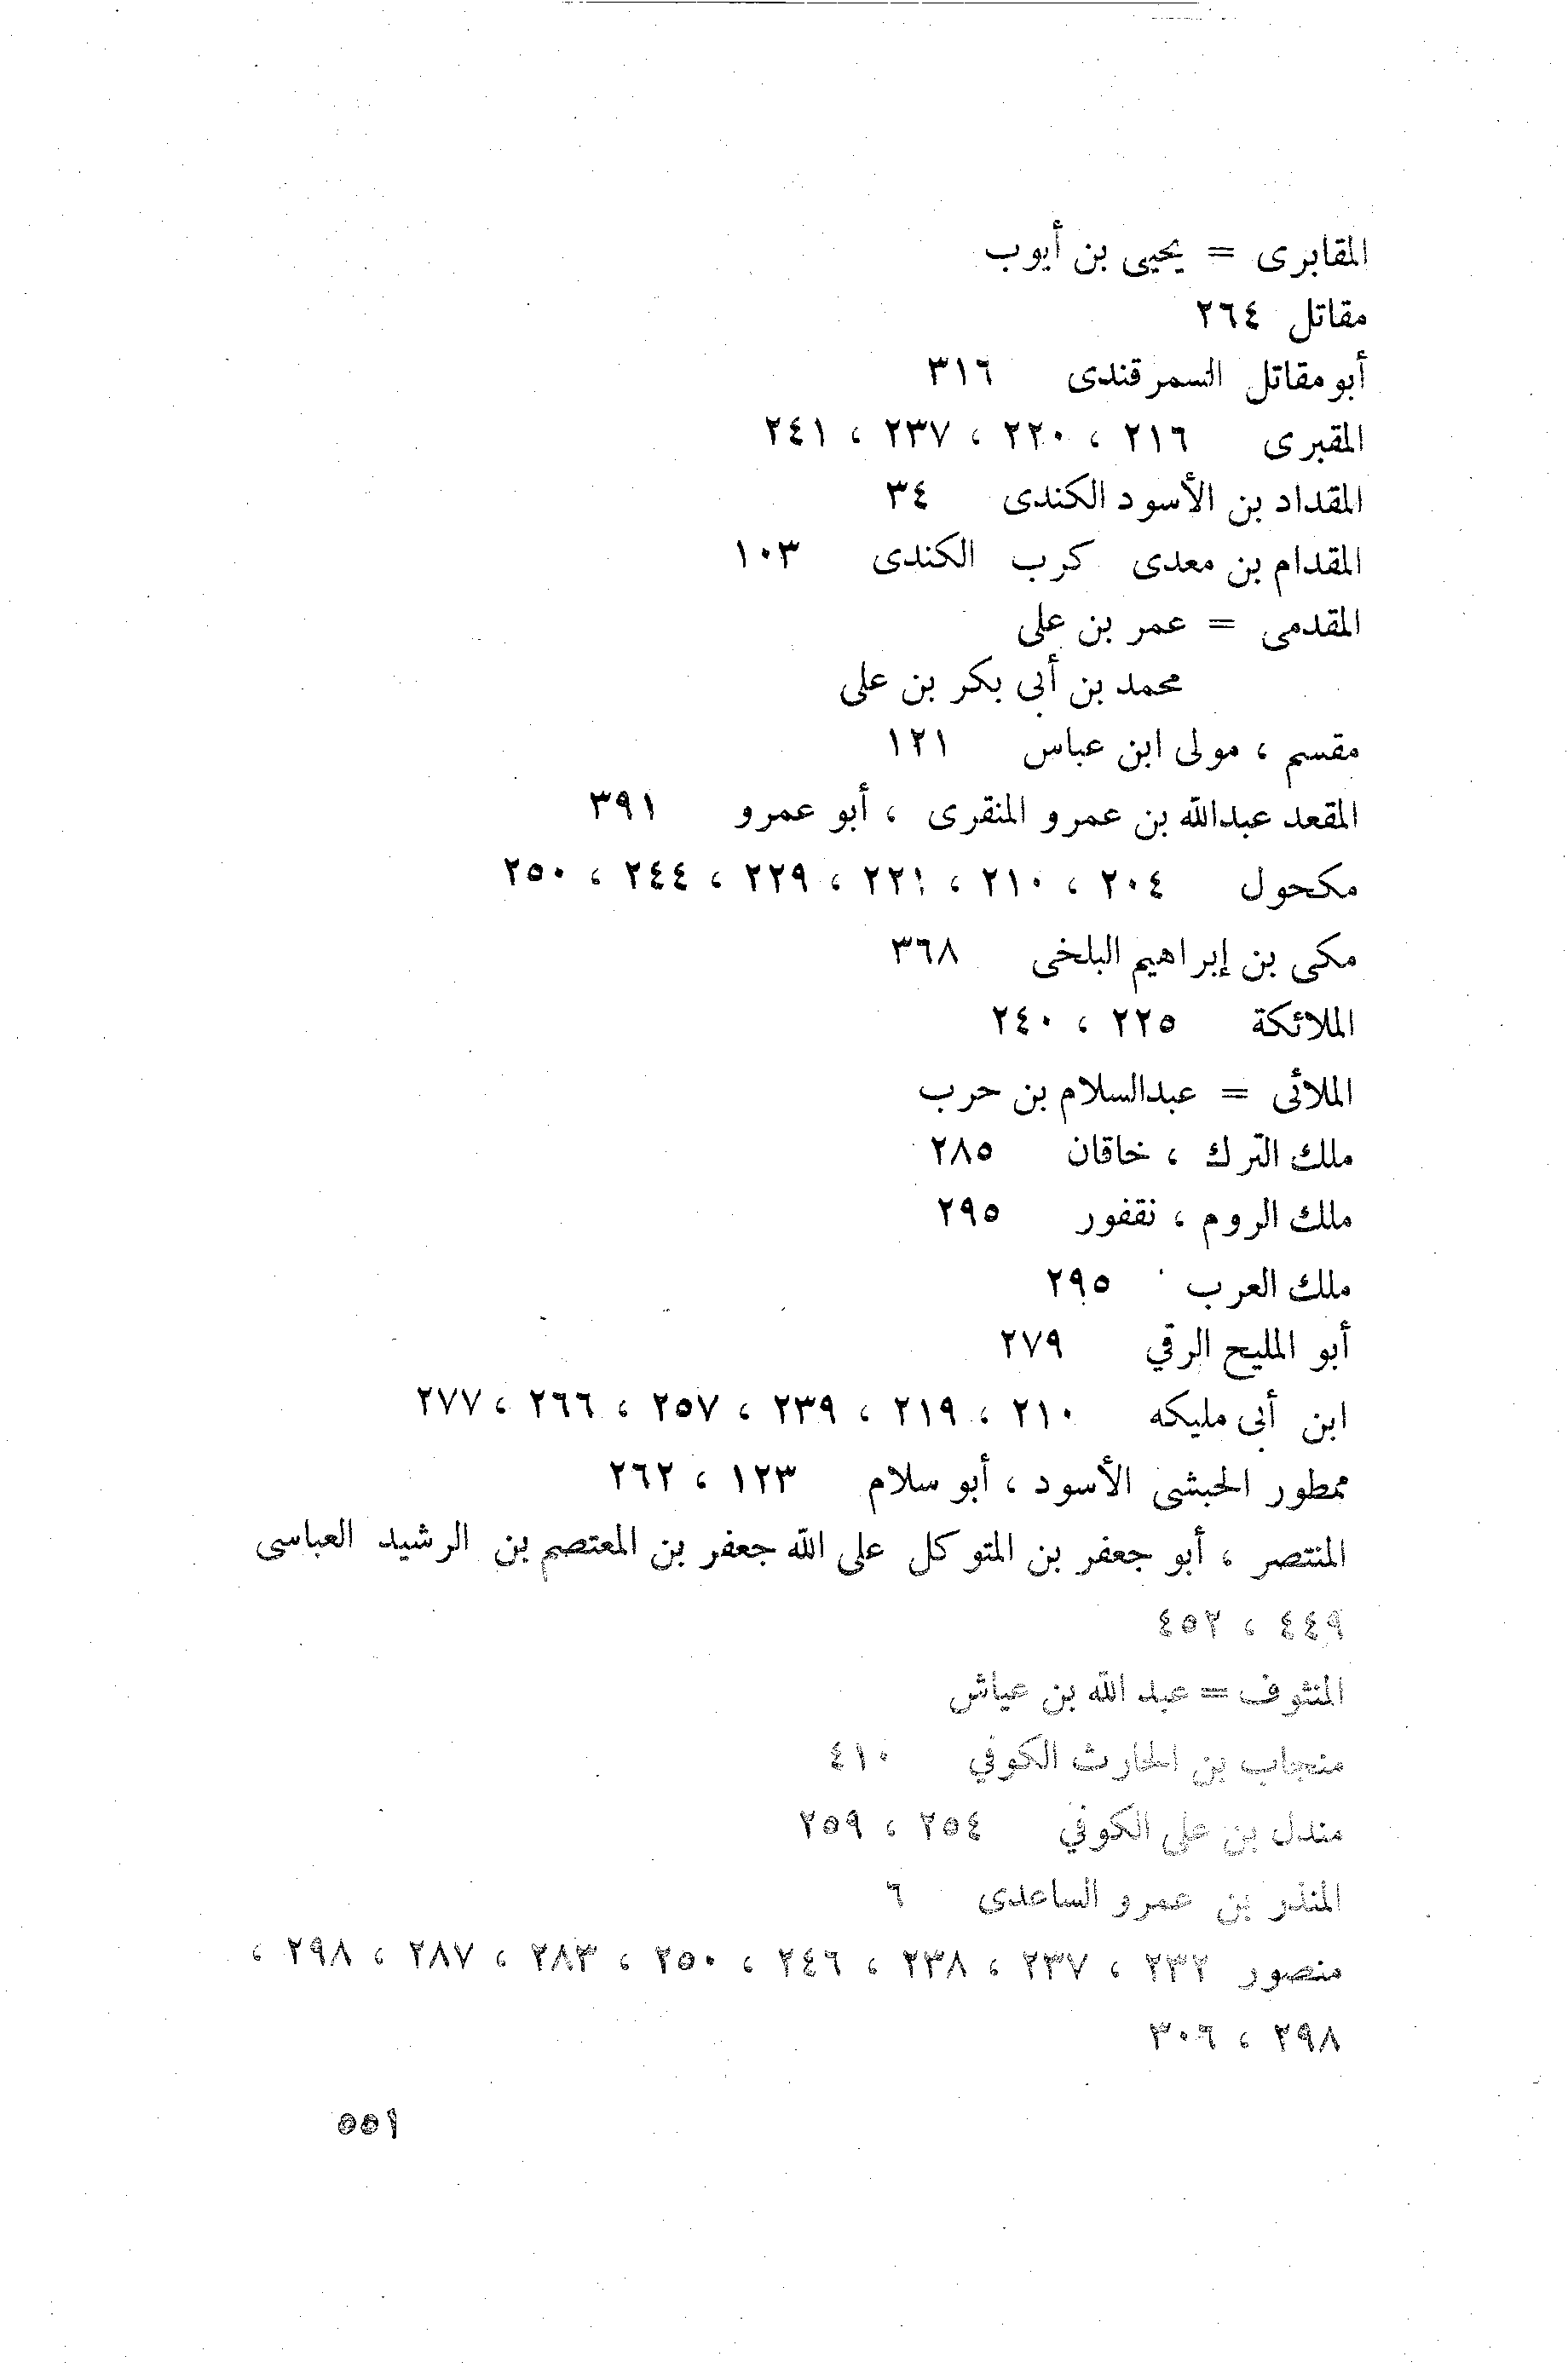 المقابرى = يحيى بن أيوب
مقاتل ٢٦٤
أبو مقاتل السمرقندى ٣١٦
المقبرى ٢١٦ ، ٢٢٠ ، ٢٣٧ ، ٢٤١
المقداد بن الأسود الكندى ٣٤
المقدام بن معدى كرب الكندى ١٠٣
المقدمى = عمر بن على
محمد بن أبى بكر بن على
مقسم ، مولى ابن عباس ١٢١
المقعد عبدالله بن عمرو المنقرى ، أبو عمرو ٣٩١
مكحول ٢٠٤ ، ٢١٠ ، ٢٢١ ، ٢٢٩ ، ٢٤٤ ، ٢٥٠
مكى بن إبراهيم البلخى ٣٦٨
الملائكة ٢٢٥ ، ٢٤٠
الملائى = عبدالسلام بن حرب
ملك الترك ، خاقان ٢٨٥
ملك الروم ، نقفور ٢٩٥
ملك العرب ٢٩٥
أبو المليح الرقي ٢٧٩
ابن أبى مليكه ٢١٠ ، ٢١٩ ، ٢٣٩ ، ٢٥٧ ، ٢٦٦ ، ٢٧٧
ممطور الحبشى الأسود ، أبو سلام ١٢٣ ، ٢٦٢
المنتصر ، أبو جعفر بن المتوكل على الله جعفر بن المعتصم بن الرشيد العباسى
٤٤٩ ، ٤٥٢
المنثوف = عبد الله بن عياش
منجاب بن الحارث الكوفي ٤١٠
مندل بن على الكوفي ٢٥٤ ، ٢٥٩
المنذر بن عمرو الساعدى ٦
منصور ٢٣٢ ، ٢٣٧ ، ٢٣٨ ، ٢٤٦ ، ٢٥٠ ، ٢٨٣ ، ٢٨٧ ، ٢٩٨ ،
٢٩٨ ، ٣٠٦
٥٥١